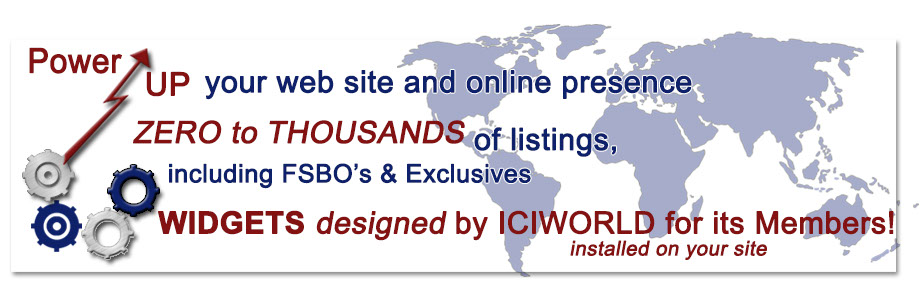 Power
UP your web site and online presence
ZERO to THOUSANDS of listings,
including FSBO's & Exclusives
WIDGETS designed by ICIWORLD for its Members!
installed on your site